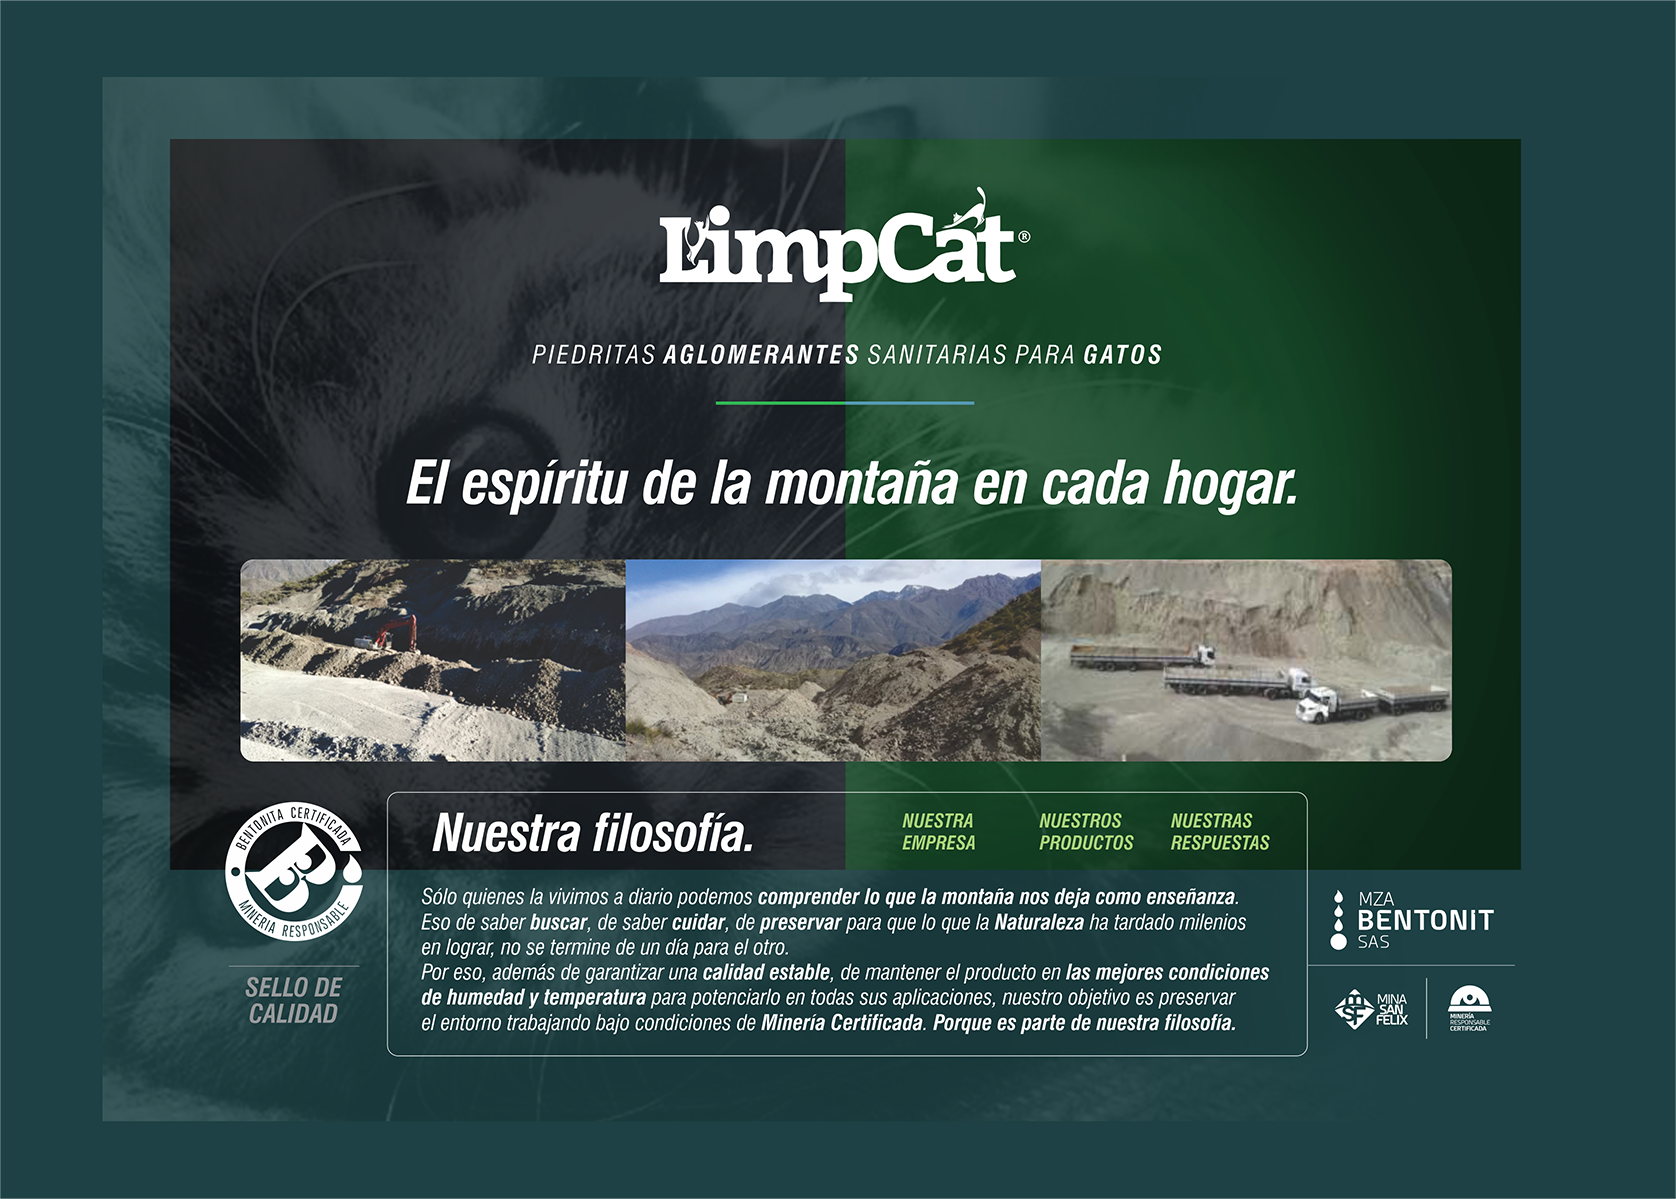 LimpCat®
PIEDRITAS AGLOMERANTES SANITARIAS PARA GATOS
El espíritu de la montaña en cada hogar.
BENTONITA CERTIFICADA
MINERÍA RESPONSABLE
B
SELLO DE
CALIDAD
Nuestra filosofía.
NUESTRA
EMPRESA
NUESTROS
PRODUCTOS
NUESTRAS
RESPUESTAS
Sólo quienes la vivimos a diario podemos comprender lo que la montaña nos deja como enseñanza.
Eso de saber buscar, de saber cuidar, de preservar para que lo que la Naturaleza ha tardado milenios
en lograr, no se termine de un día para el otro.
Por eso, además de garantizar una calidad estable, de mantener el producto en las mejores condiciones
de humedad y temperatura para potenciarlo en todas sus aplicaciones, nuestro objetivo es preservar
el entorno trabajando bajo condiciones de Minería Certificada. Porque es parte de nuestra filosofía.
MZA
BENTONIT
SAS
SF
MINA
SAN
FELIX
MINERÍA
RESPONSABLE
CERTIFICADA